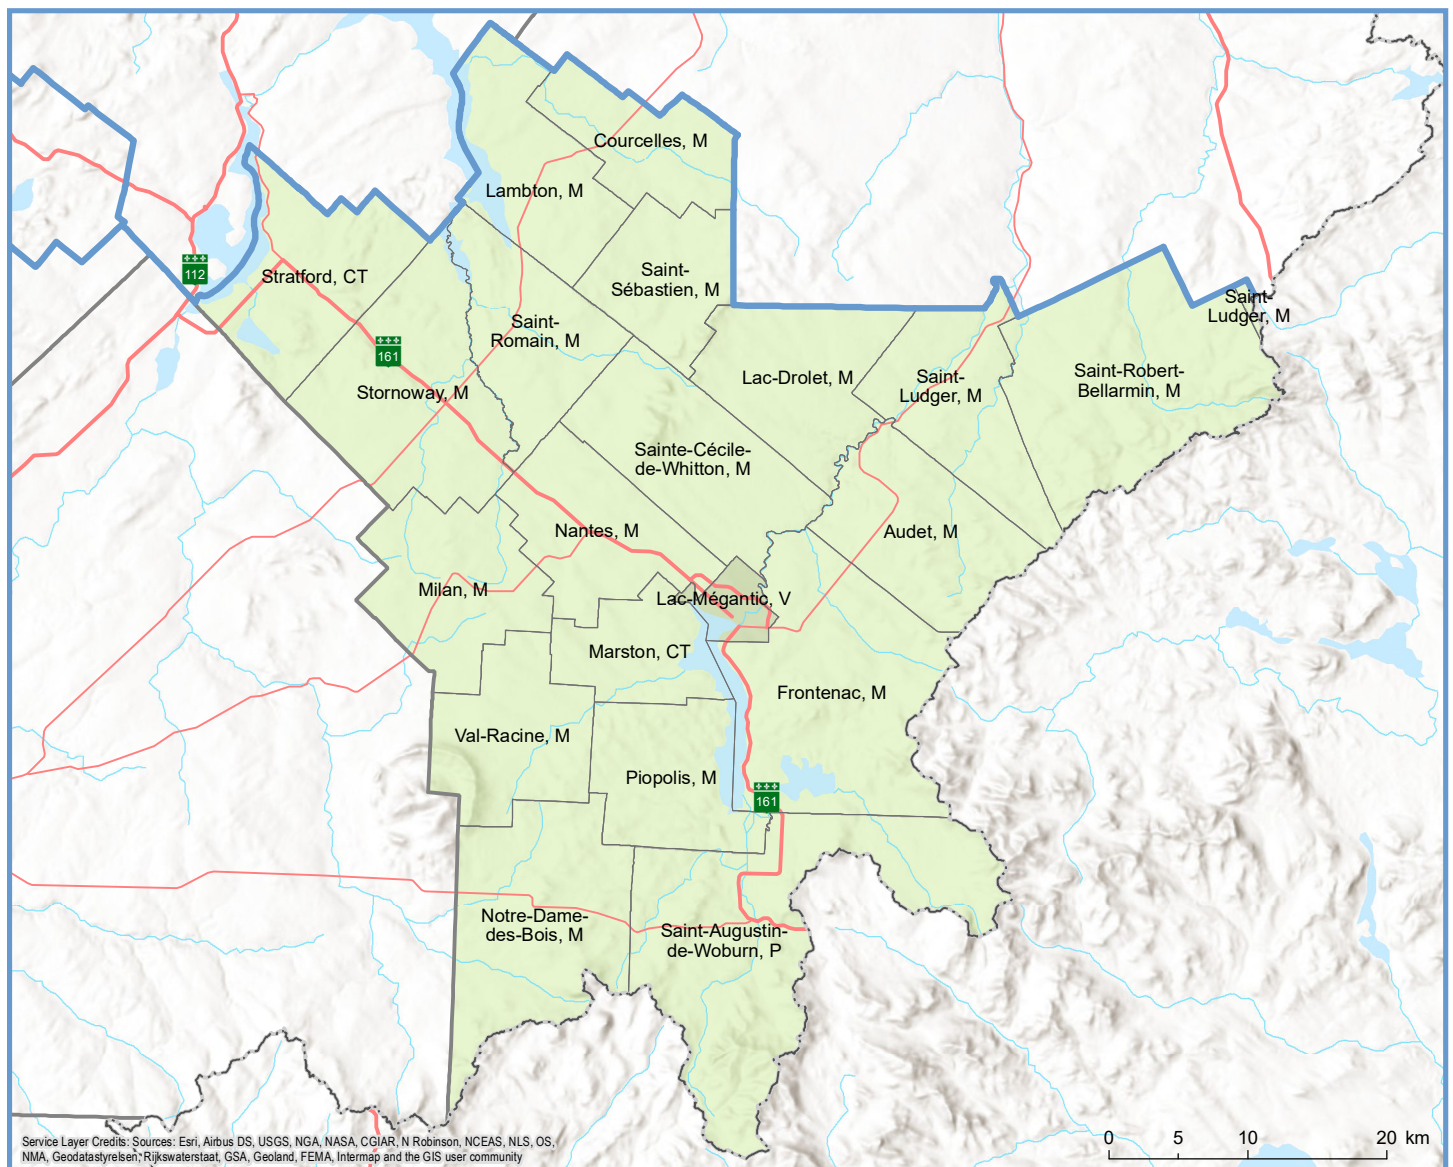 Courcelles, M
Lambton, M
112
Stratford, CT
Saint-
Sébastien, M
Saint-
Ludger, M
Saint-
Romain, M
161
Stornoway, M
Lac-Drolet, M
Saint-
Ludger, M
Saint-Robert-
Bellarmin, M
Sainte-Cécile-
de-Whitton, M
Nantes, M
Audet, M
Milan, M
Lac-Mégantic, V
Marston, CT
Frontenac, M
Val-Racine, M
Piopolis, M
161
Notre-Dame-
des-Bois, M
Saint-Augustin-
de-Woburn, P
Service Layer Credits: Sources: Esri, Airbus DS, USGS, NGA, NASA, CGIAR, N Robinson, NCEAS, NLS, OS,
NMA, Geodatastyrelsen, Rijkswaterstaat, GSA, Geoland, FEMA, Intermap and the GIS user community
0 5 10 20 km